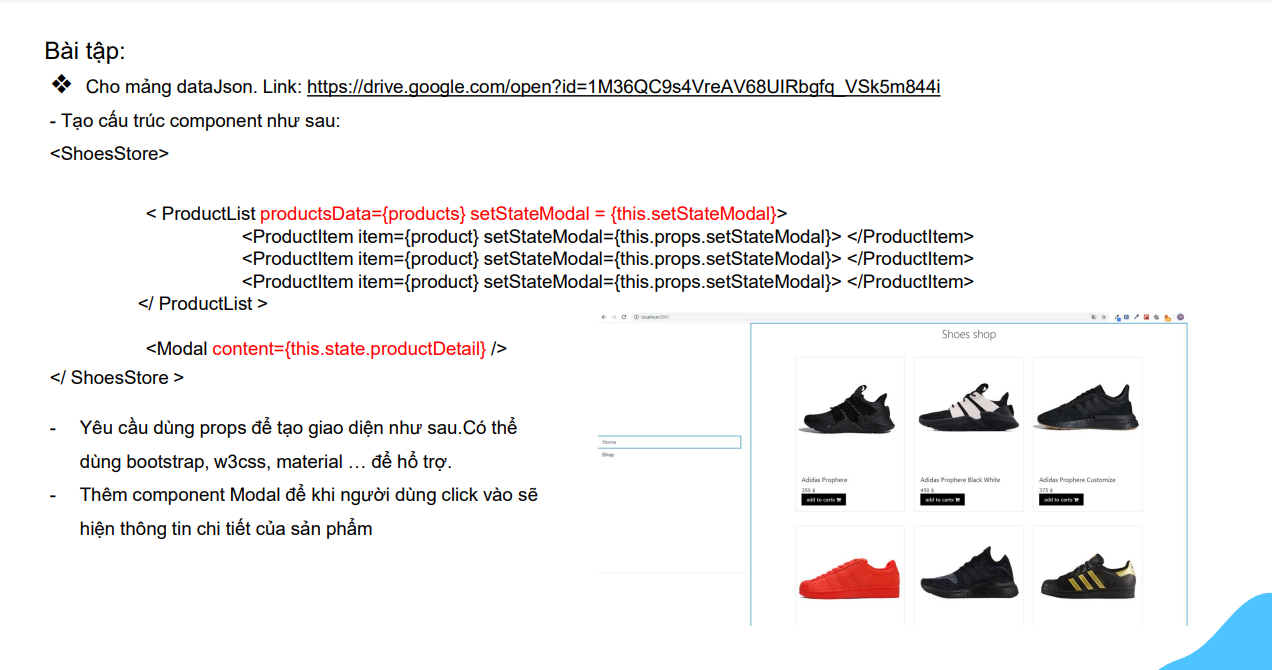 Bài tập:
❖ Cho mảng dataJson. Link: https://drive.google.com/open?id=1M36QC9s4VreAV68UIRbgfq_VSk5m844i
- Tạo cấu trúc component như sau:
<ShoesStore>
< ProductList productsData={products} setStateModal = {this.setStateModal}>
<ProductItem item={product} setStateModal={this.props.setStateModal}> </ProductItem>
<ProductItem item={product} setStateModal={this.props.setStateModal}> </ProductItem>
<ProductItem item={product} setStateModal={this.props.setStateModal}> </ProductItem>
</ ProductList >
<Modal content={this.state.productDetail} />
</ ShoesStore >
- Yêu cầu dùng props để tạo giao diện như sau.Có thể
dùng bootstrap, w3css, material … để hổ trợ.
- Thêm component Modal để khi người dùng click vào sẽ
hiện thông tin chi tiết của sản phẩm
localhost:3001
Shoes shop
Home
Shop
Adidas Prophere
350 $
add to carts
Adidas Prophere Black White
450 $
add to carts
Adidas Prophere Customize
375 $
add to carts